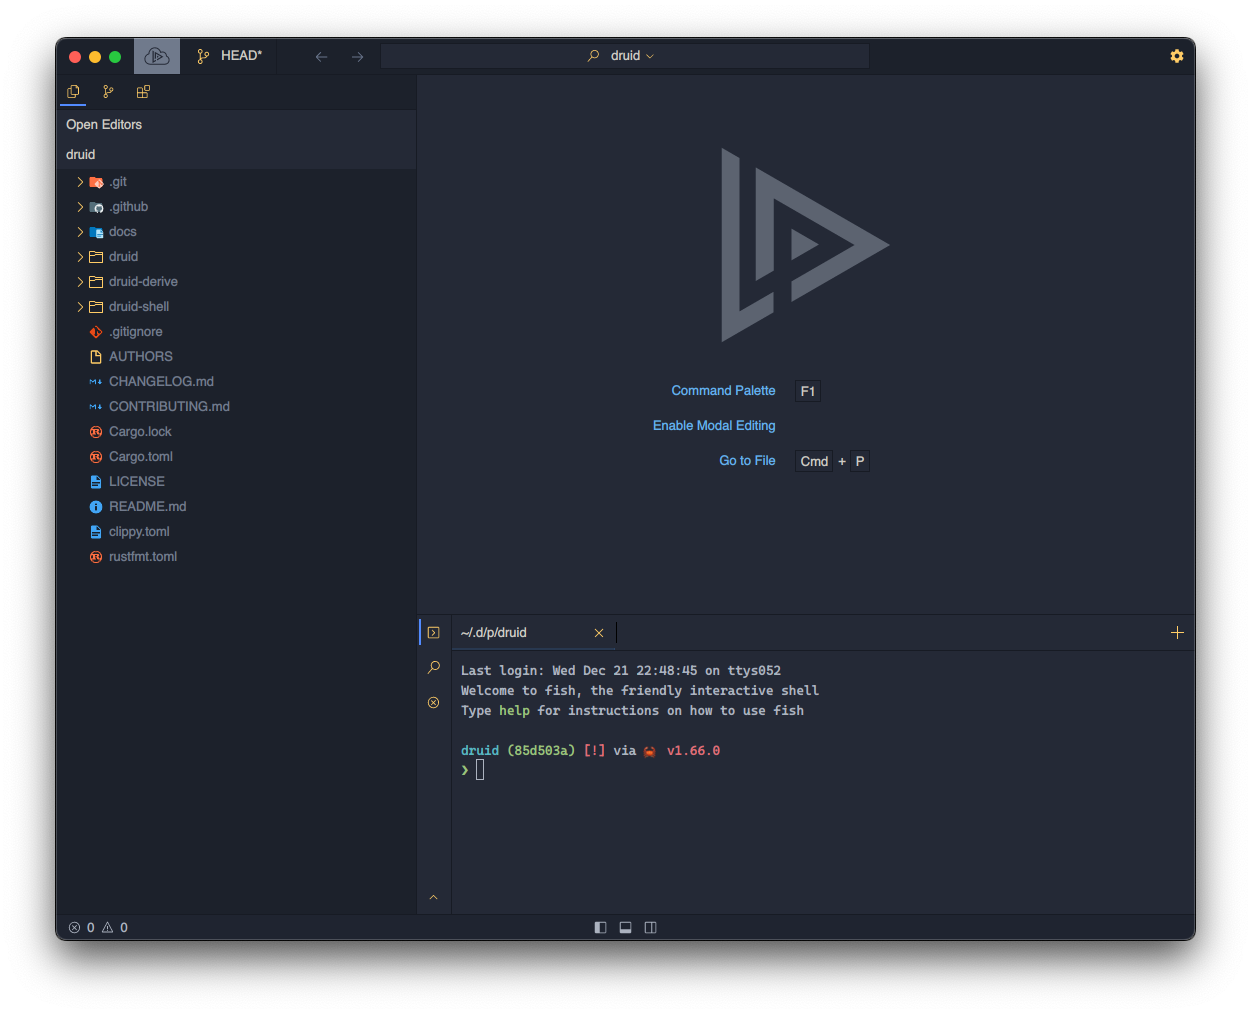 HEAD*
druid
Open Editors
druid
.git
.github
docs
druid
druid-derive
druid-shell
.gitignore
AUTHORS
CHANGELOG.md
CONTRIBUTING.md
Cargo.lock
Cargo.toml
LICENSE
README.md
clippy.toml
rustfmt.toml
Command Palette F1
Enable Modal Editing
Go to File Cmd + P
~/.d/p/druid
Last login: Wed Dec 21 22:48:45 on ttys052
Welcome to fish, the friendly interactive shell
Type help for instructions on how to use fish
druid (85d503a) [!] via 🦀 v1.66.0
❯
0 0